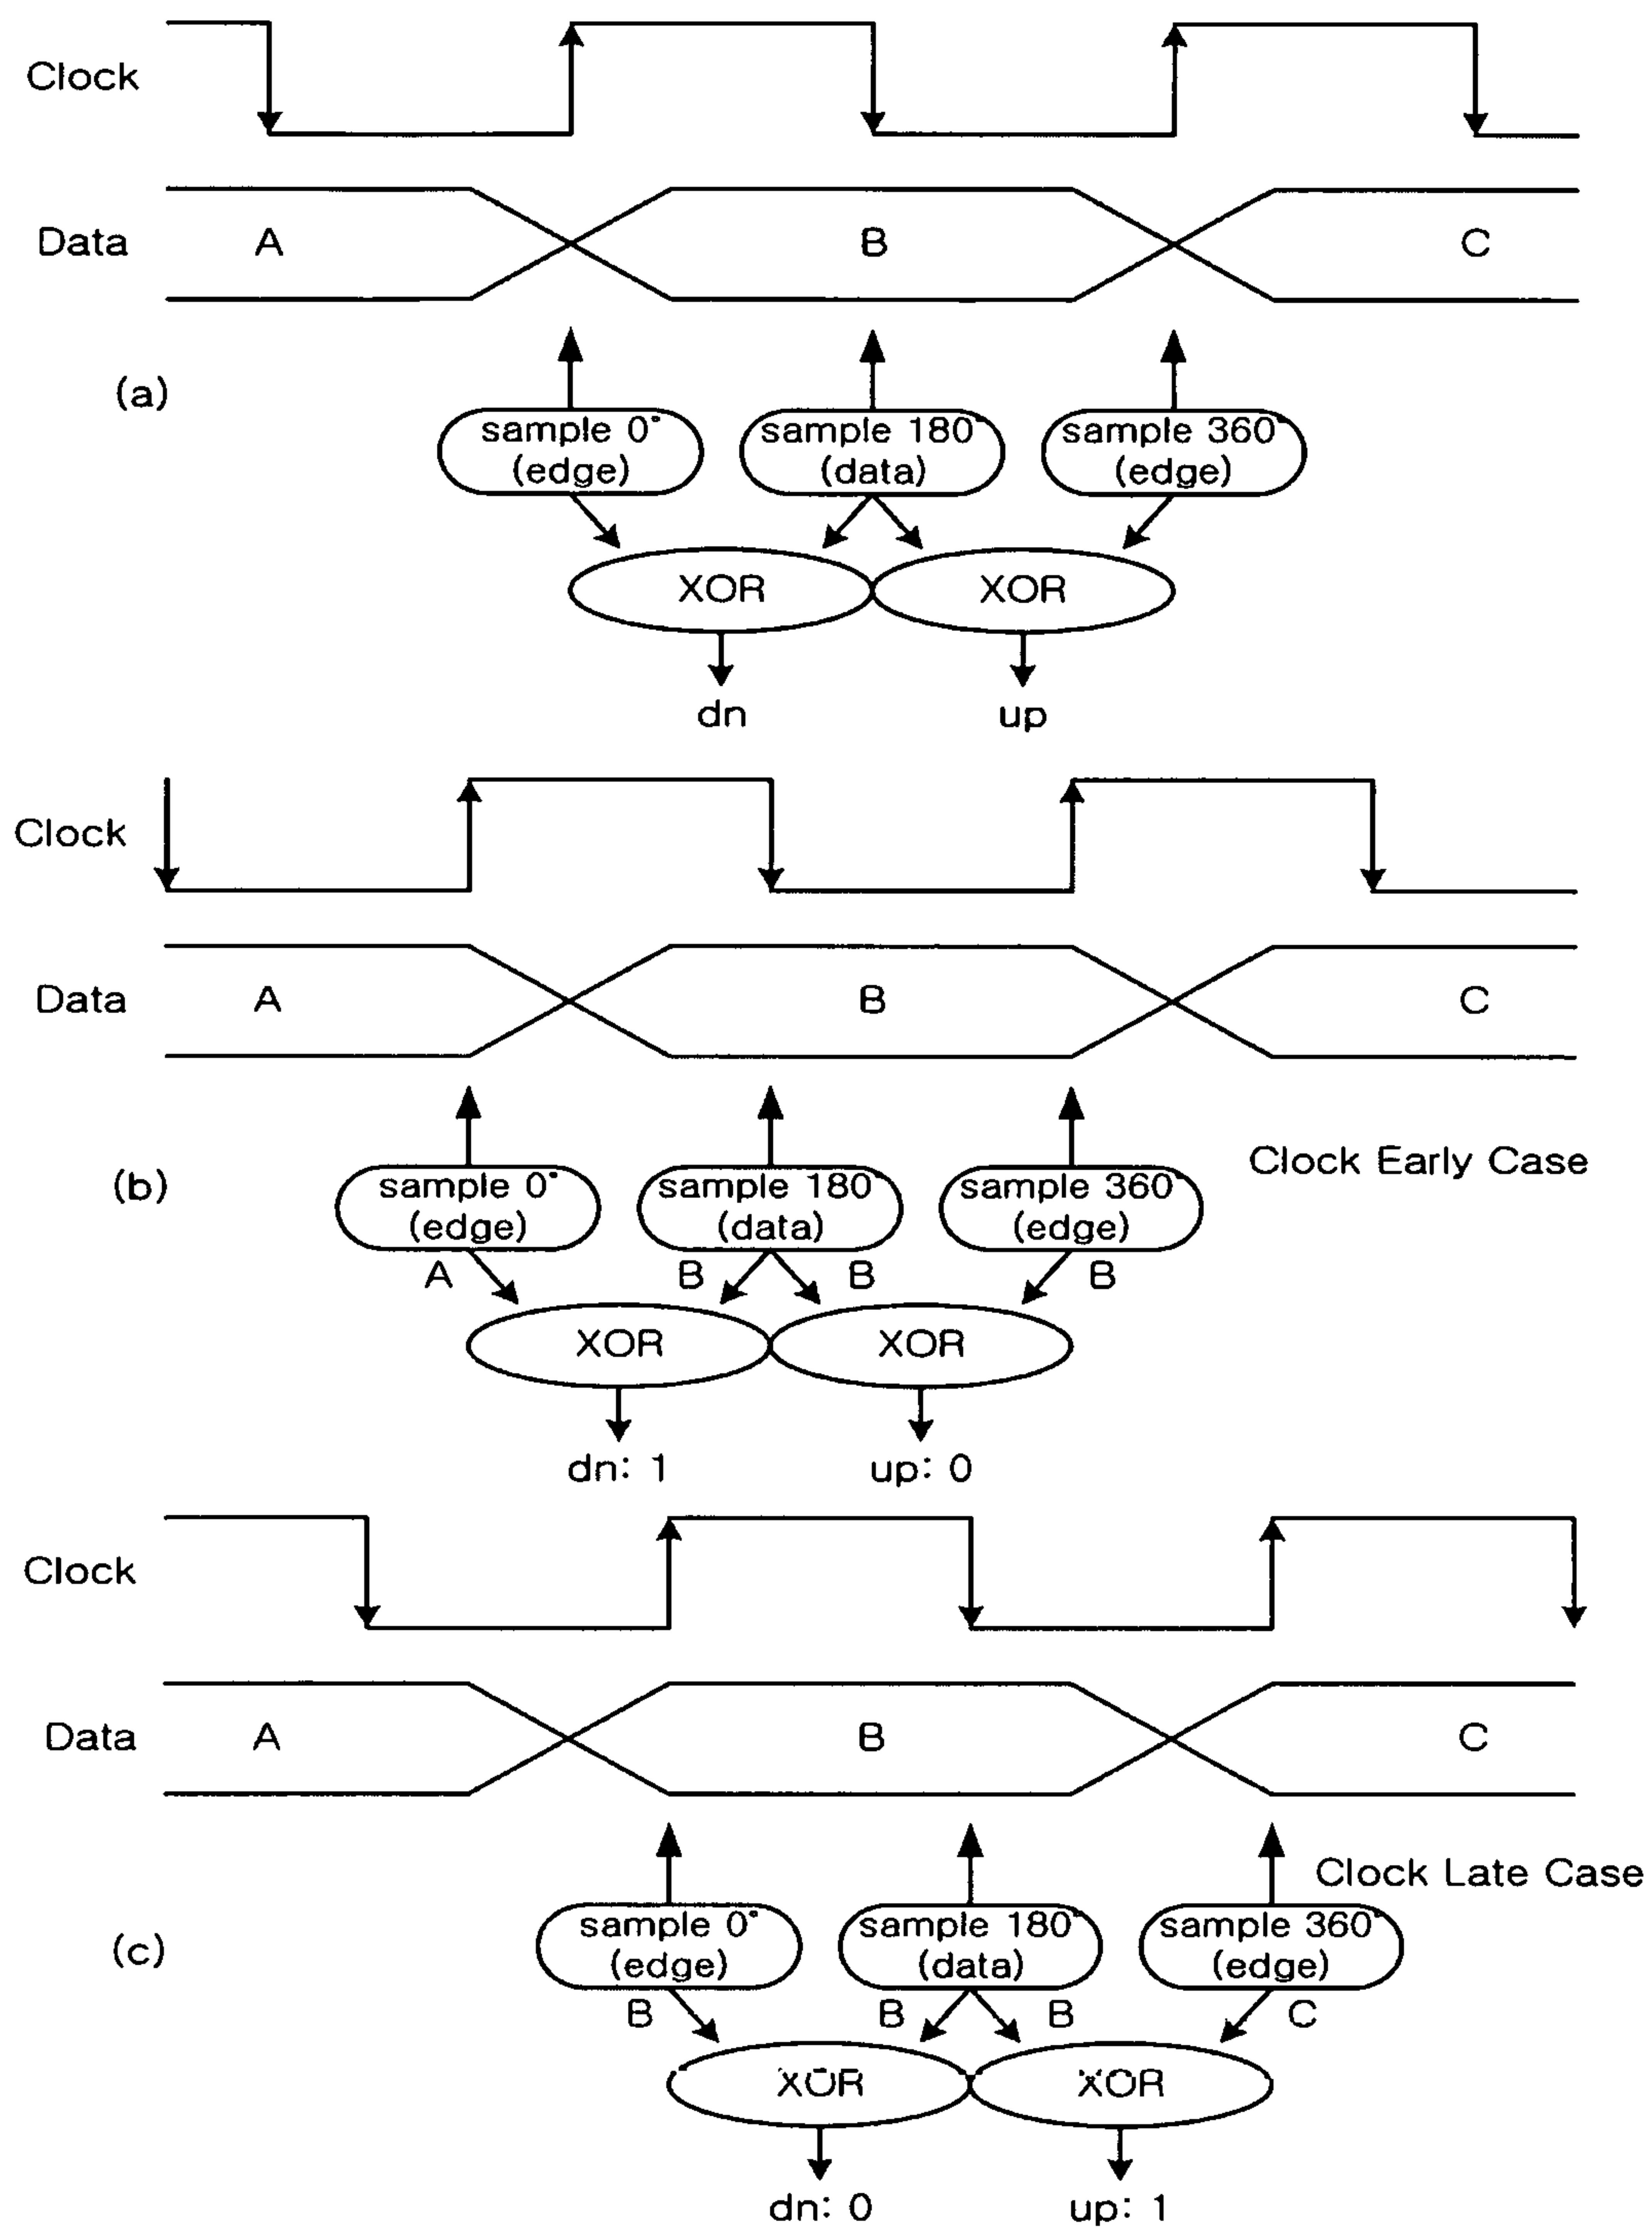 Clock
Data A B C
(a)
sample 0° sample 180° sample 360°
(edge) (data) (edge)
XOR XOR
dn up
Clock
Data A B C
Clock Early Case
(b)
sample 0° sample 180° sample 360°
(edge) (data) (edge)
A B B B
XOR XOR
dn: 1 up: 0
Clock
Data A B C
Clock Late Case
(c)
sample 0° sample 180° sample 360°
(edge) (data) (edge)
B B B C
XOR XOR
dn: 0 up: 1